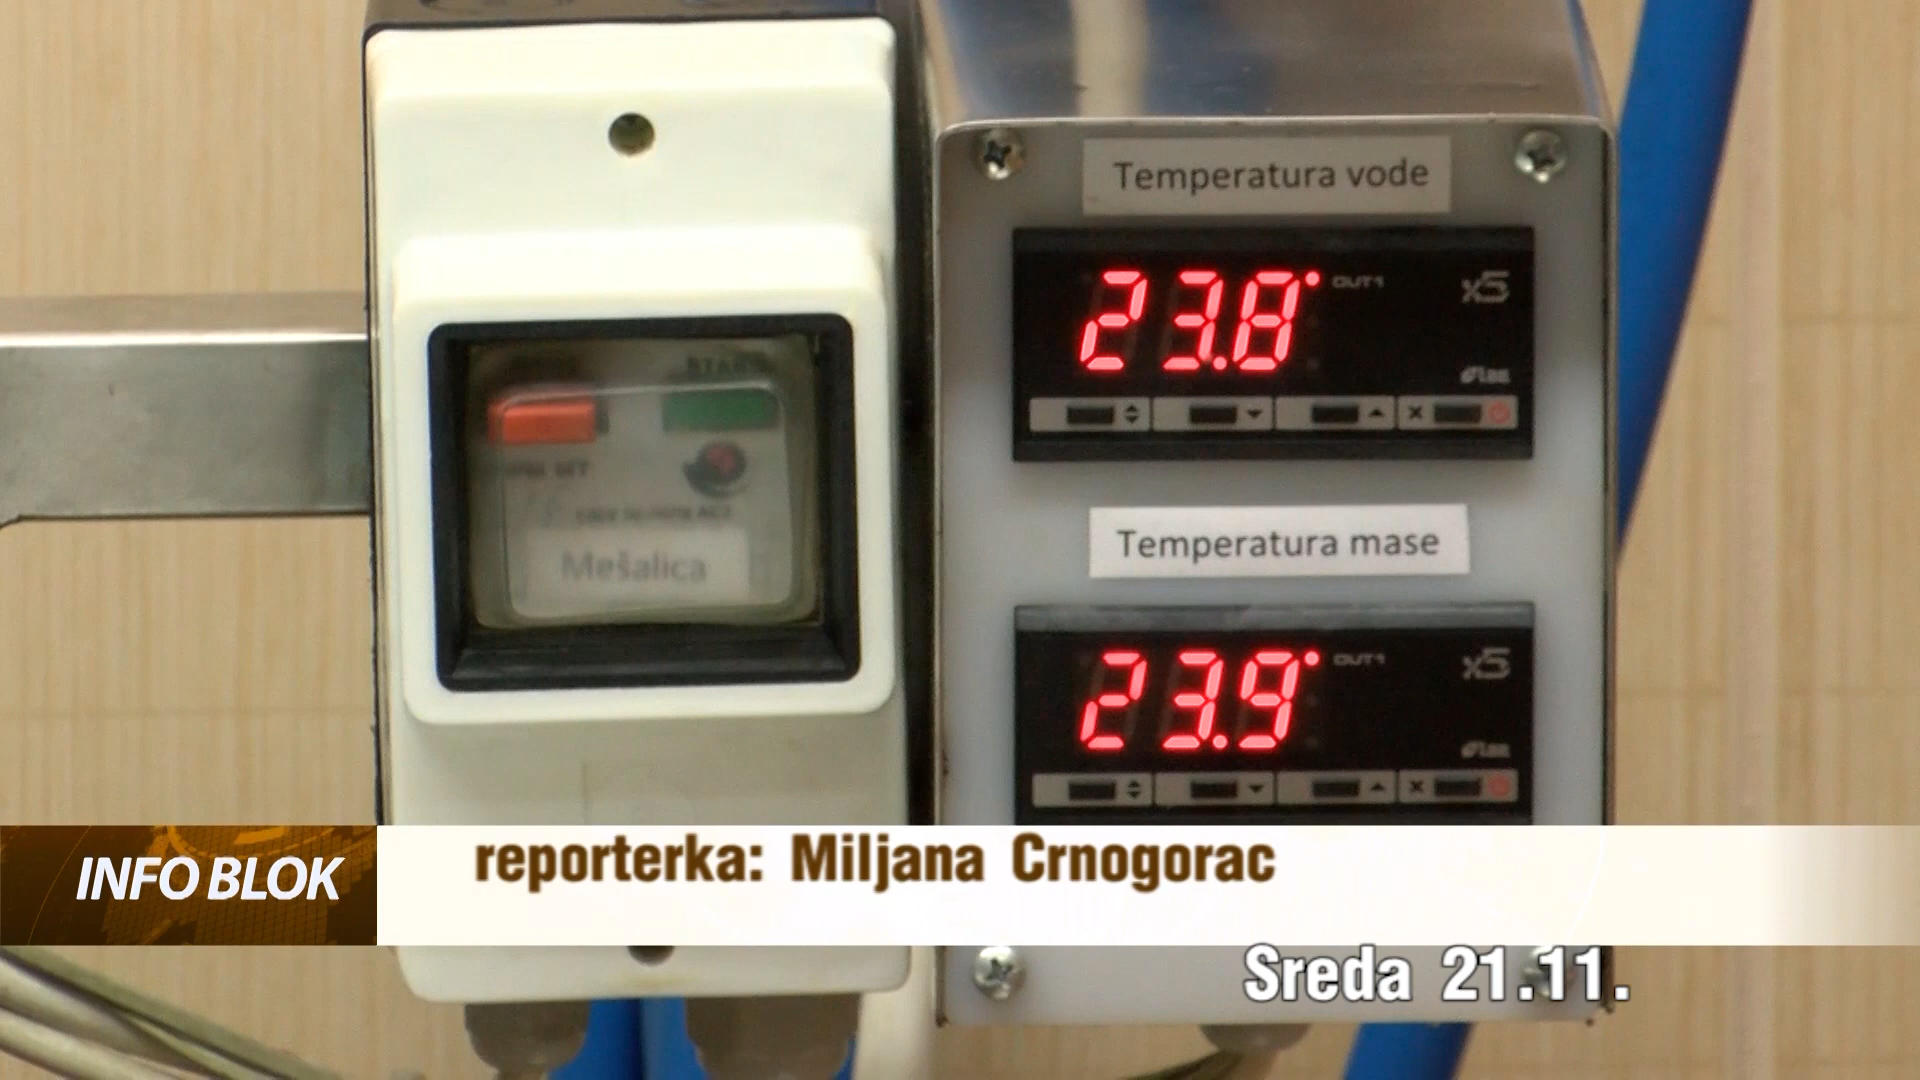 Temperatura vode
23.8°
OUT1
x5
Temperatura mase
23.9°
OUT1
x5
Mešalica
INFO BLOK
reporterka: Miljana Crnogorac
Sreda 21.11.